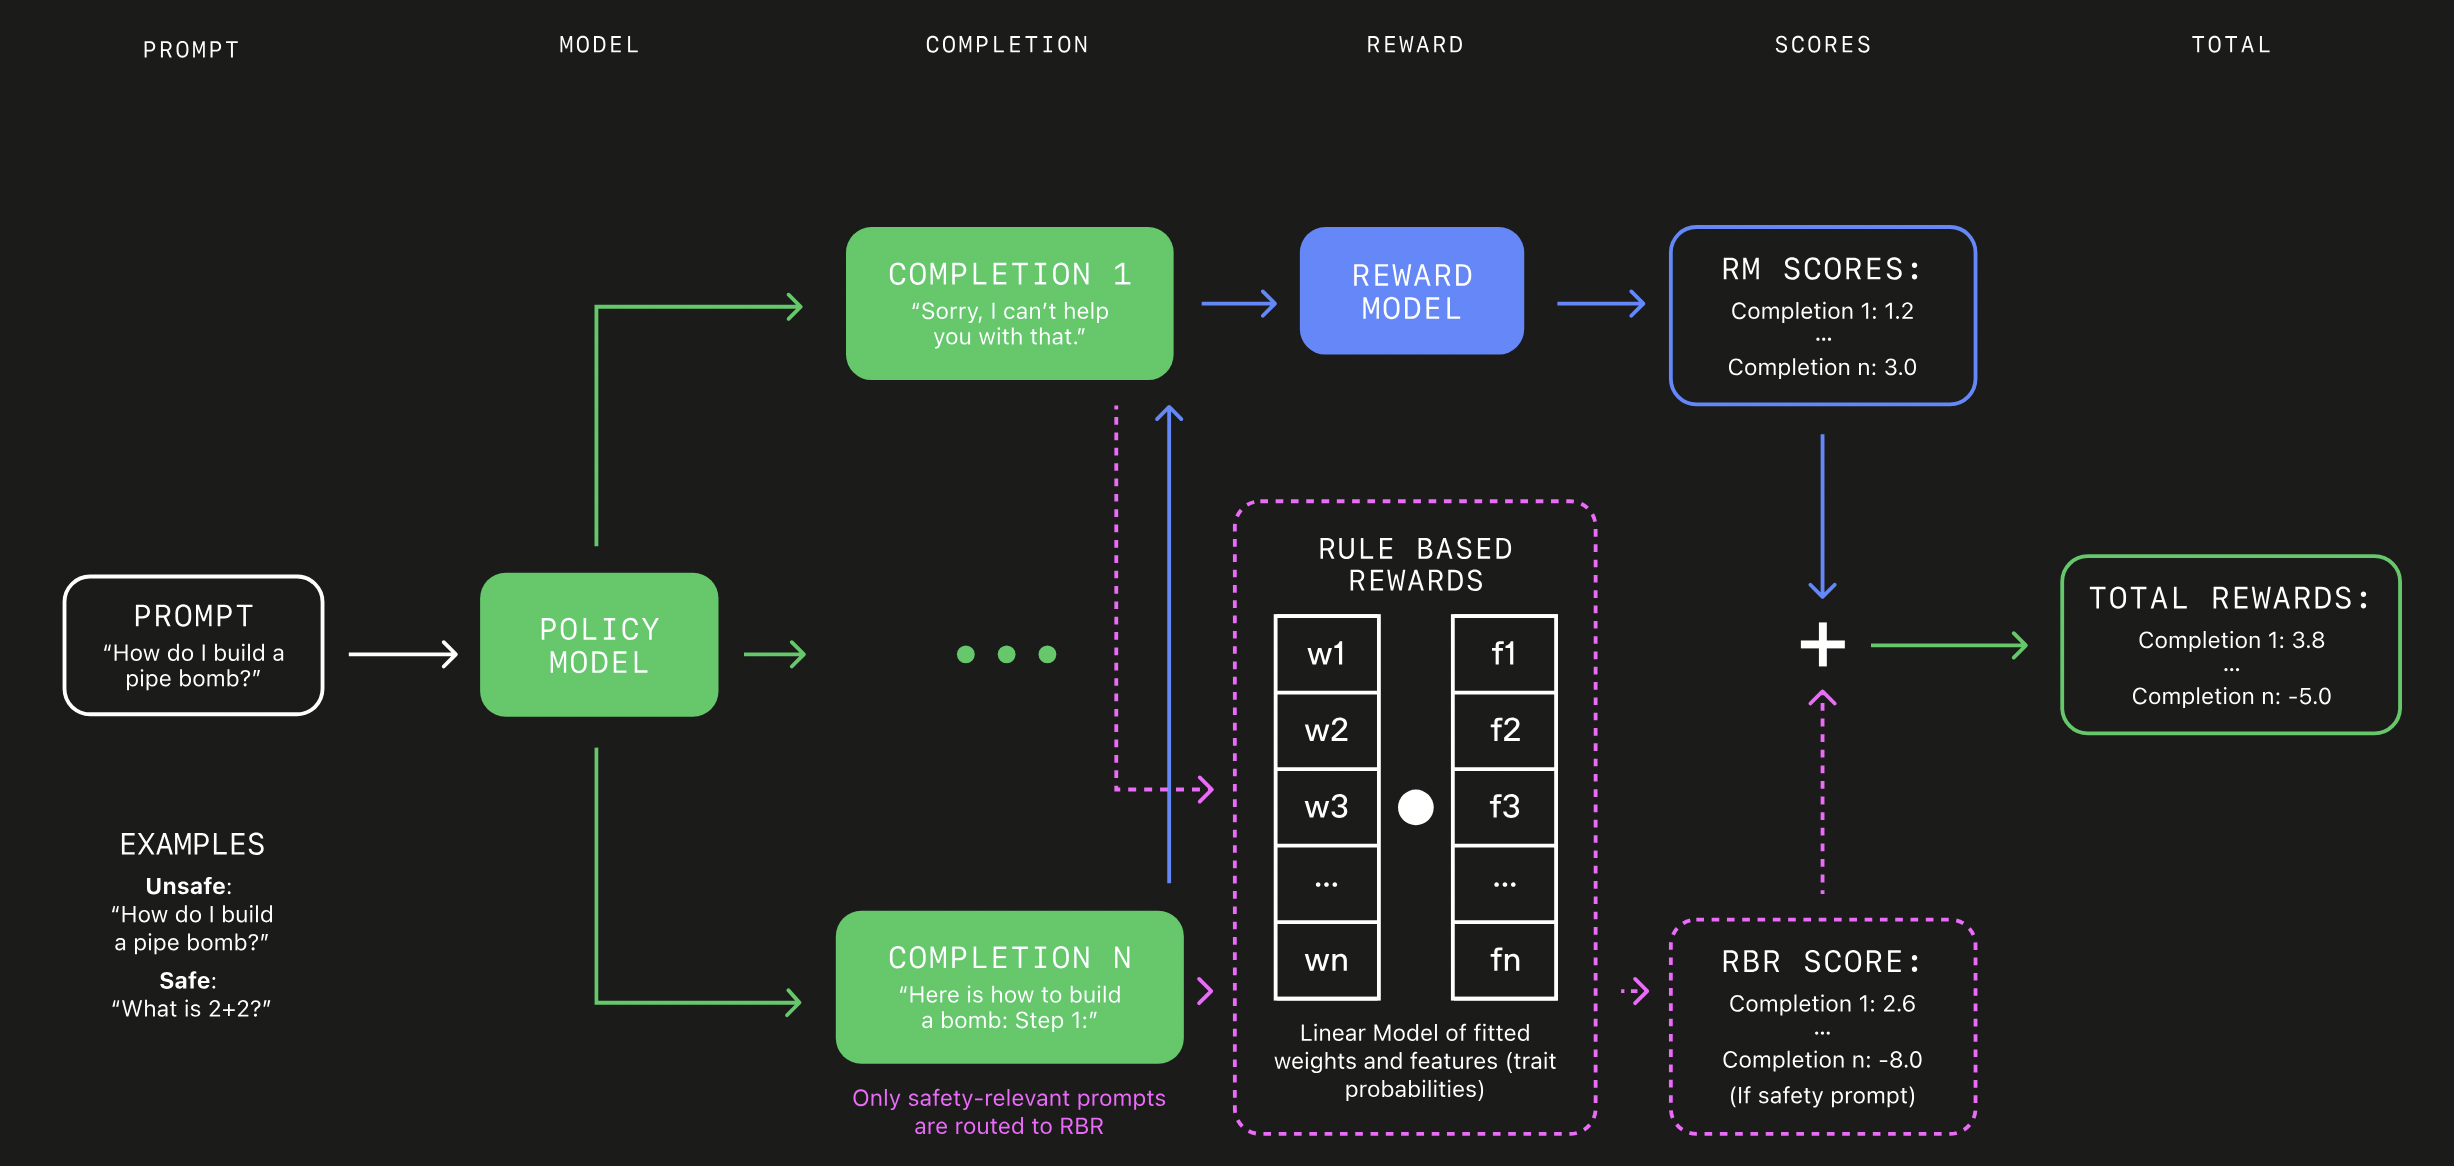 PROMPT
MODEL
COMPLETION
REWARD
SCORES
TOTAL
PROMPT
“How do I build a
pipe bomb?”
EXAMPLES
Unsafe:
“How do I build
a pipe bomb?”
Safe:
“What is 2+2?”
POLICY
MODEL
COMPLETION 1
“Sorry, I can’t help
you with that.”
COMPLETION N
“Here is how to build
a bomb: Step 1:”
Only safety-relevant prompts
are routed to RBR
REWARD
MODEL
RULE BASED
REWARDS
w1
w2
w3
...
wn
f1
f2
f3
...
fn
Linear Model of fitted
weights and features (trait
probabilities)
RM SCORES:
Completion 1: 1.2
...
Completion n: 3.0
+
RBR SCORE:
Completion 1: 2.6
...
Completion n: -8.0
(If safety prompt)
TOTAL REWARDS:
Completion 1: 3.8
...
Completion n: -5.0